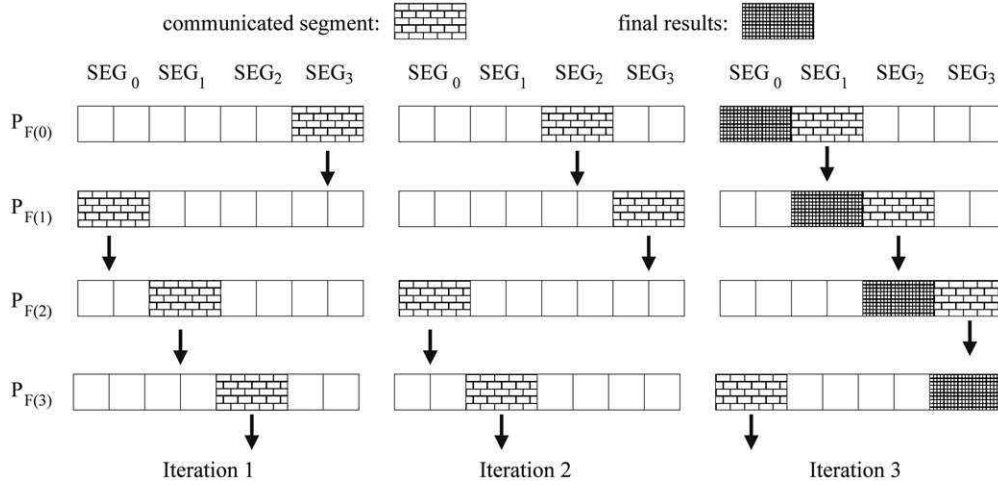 communicated segment: final results:
SEG0 SEG1 SEG2 SEG3 SEG0 SEG1 SEG2 SEG3 SEG0 SEG1 SEG2 SEG3
PF(0)
PF(1)
PF(2)
PF(3)
Iteration 1 Iteration 2 Iteration 3